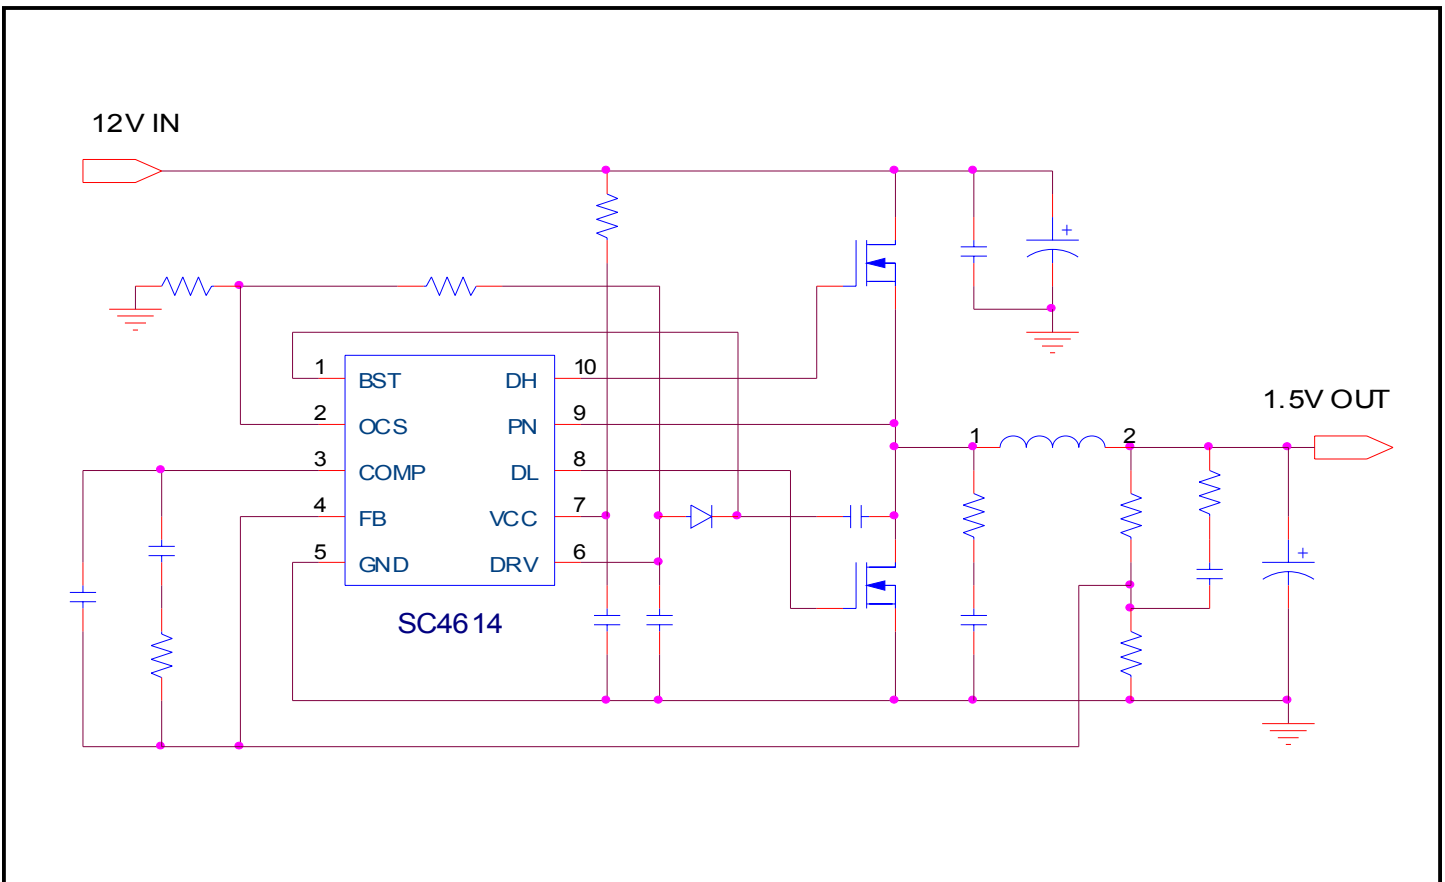 12V IN
1 BST DH 10
2 OCS PN 9
3 COMP DL 8
4 FB VCC 7
5 GND DRV 6
SC4614
+
1.5V OUT
1 2
+